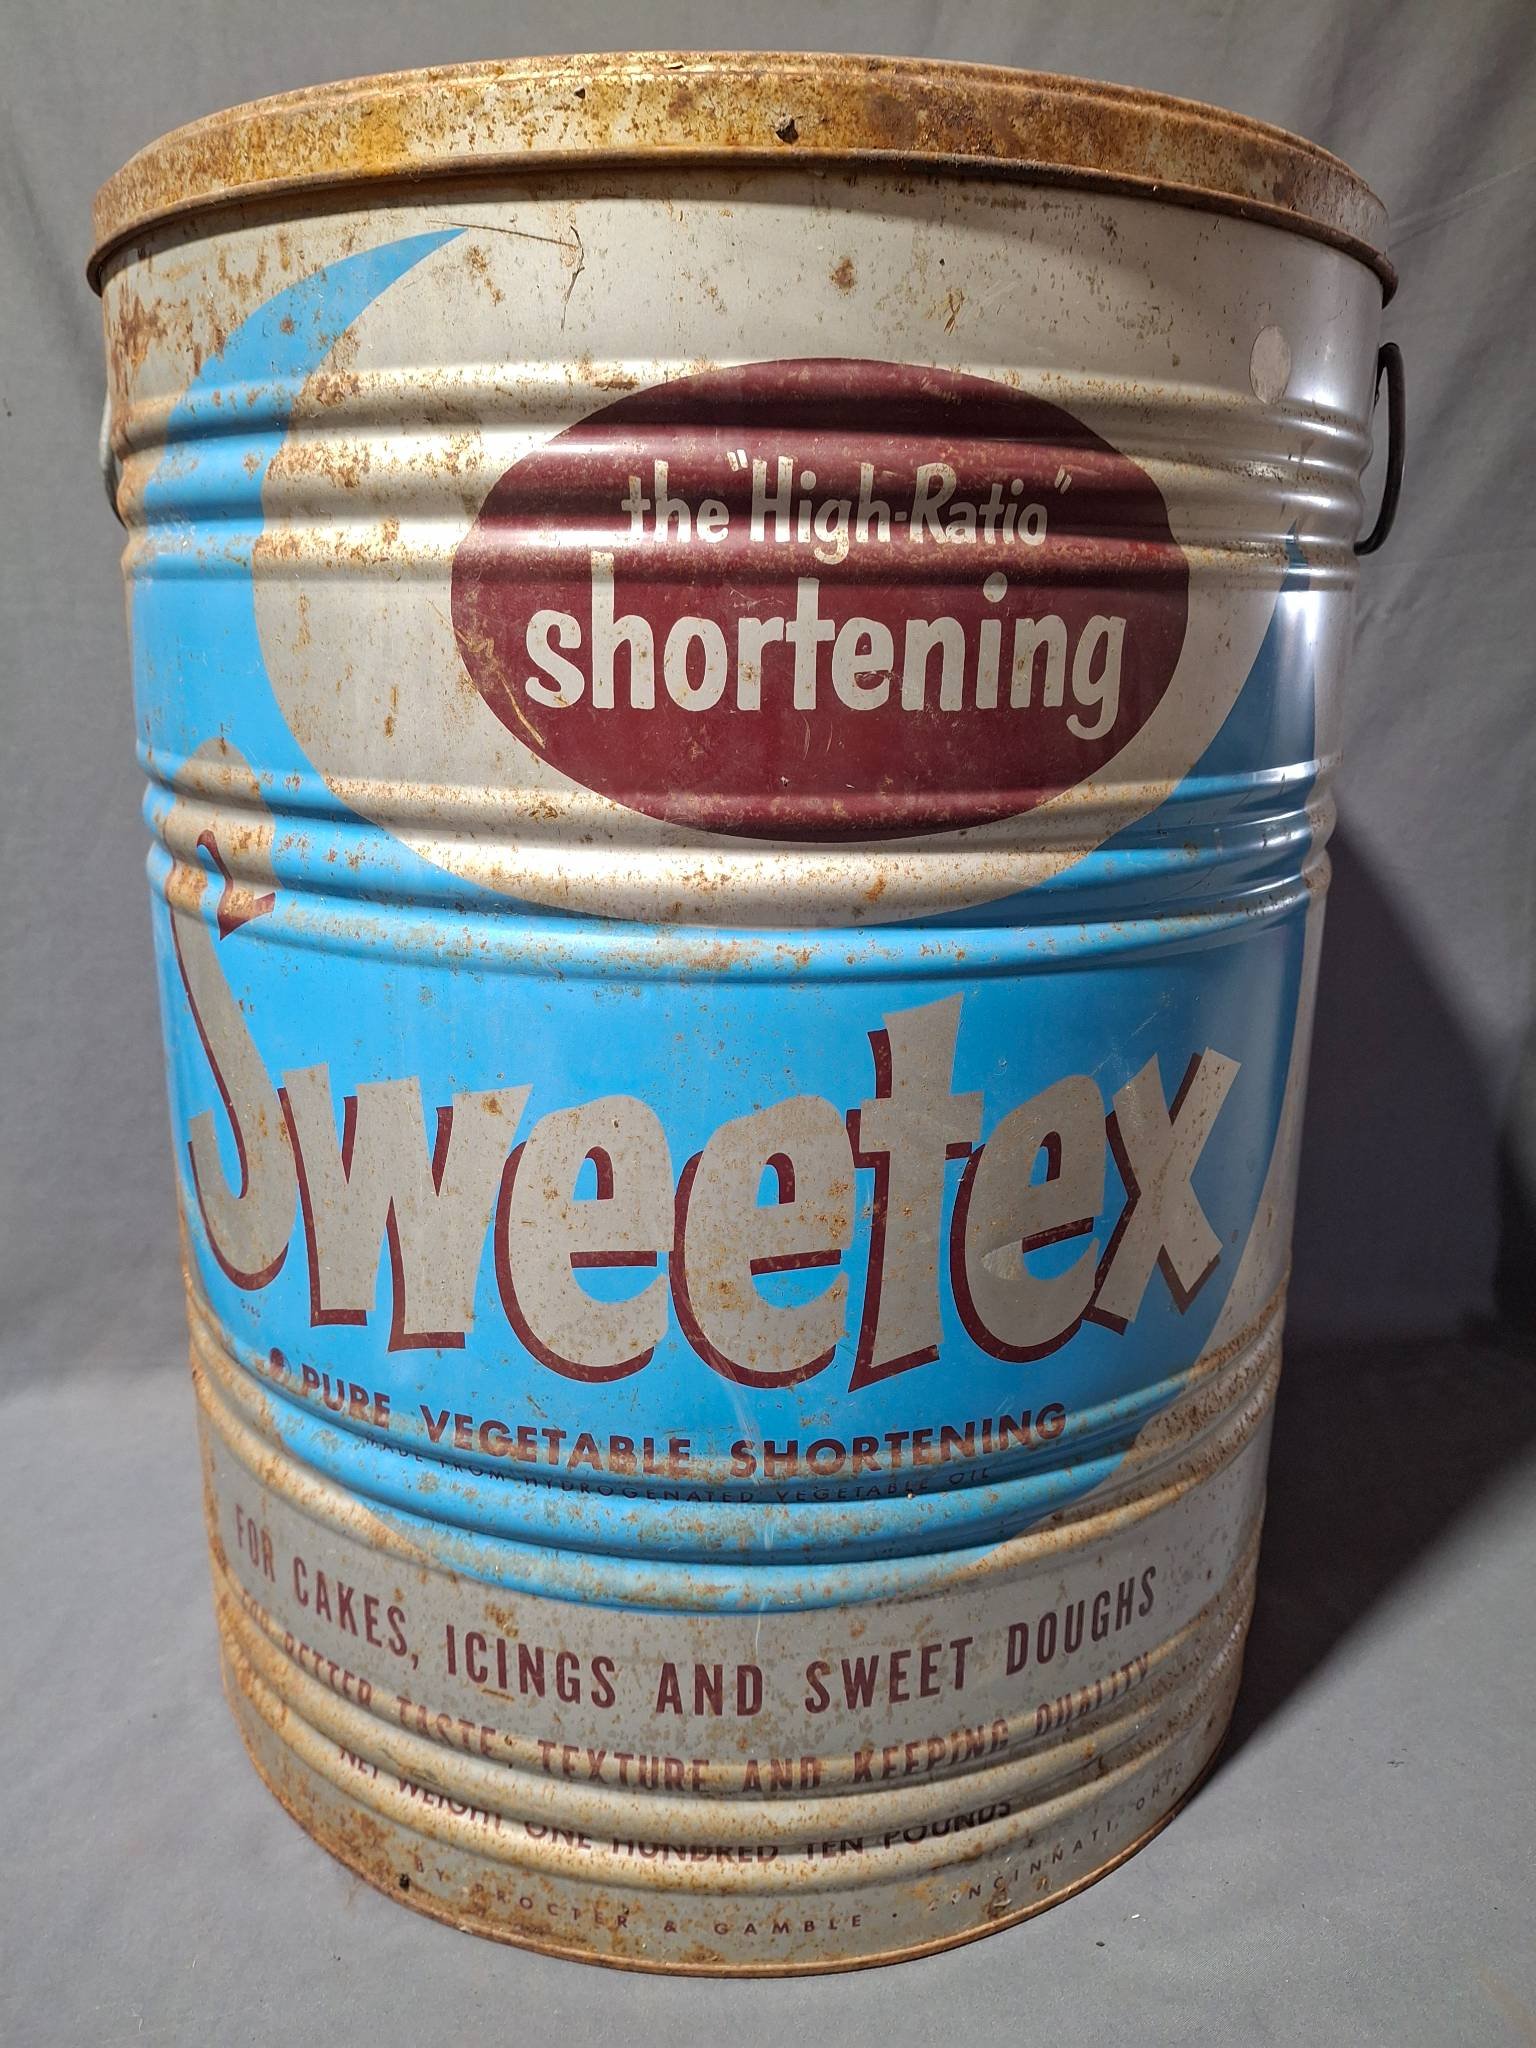 the "High-Ratio"
shortening
Sweetex
PURE VEGETABLE SHORTENING
MADE FROM HYDROGENATED VEGETABLE OIL
FOR CAKES, ICINGS AND SWEET DOUGHS
FOR BETTER TASTE, TEXTURE AND KEEPING QUALITY
NET WEIGHT ONE HUNDRED TEN POUNDS
BY PROCTER & GAMBLE · CINCINNATI, OHIO